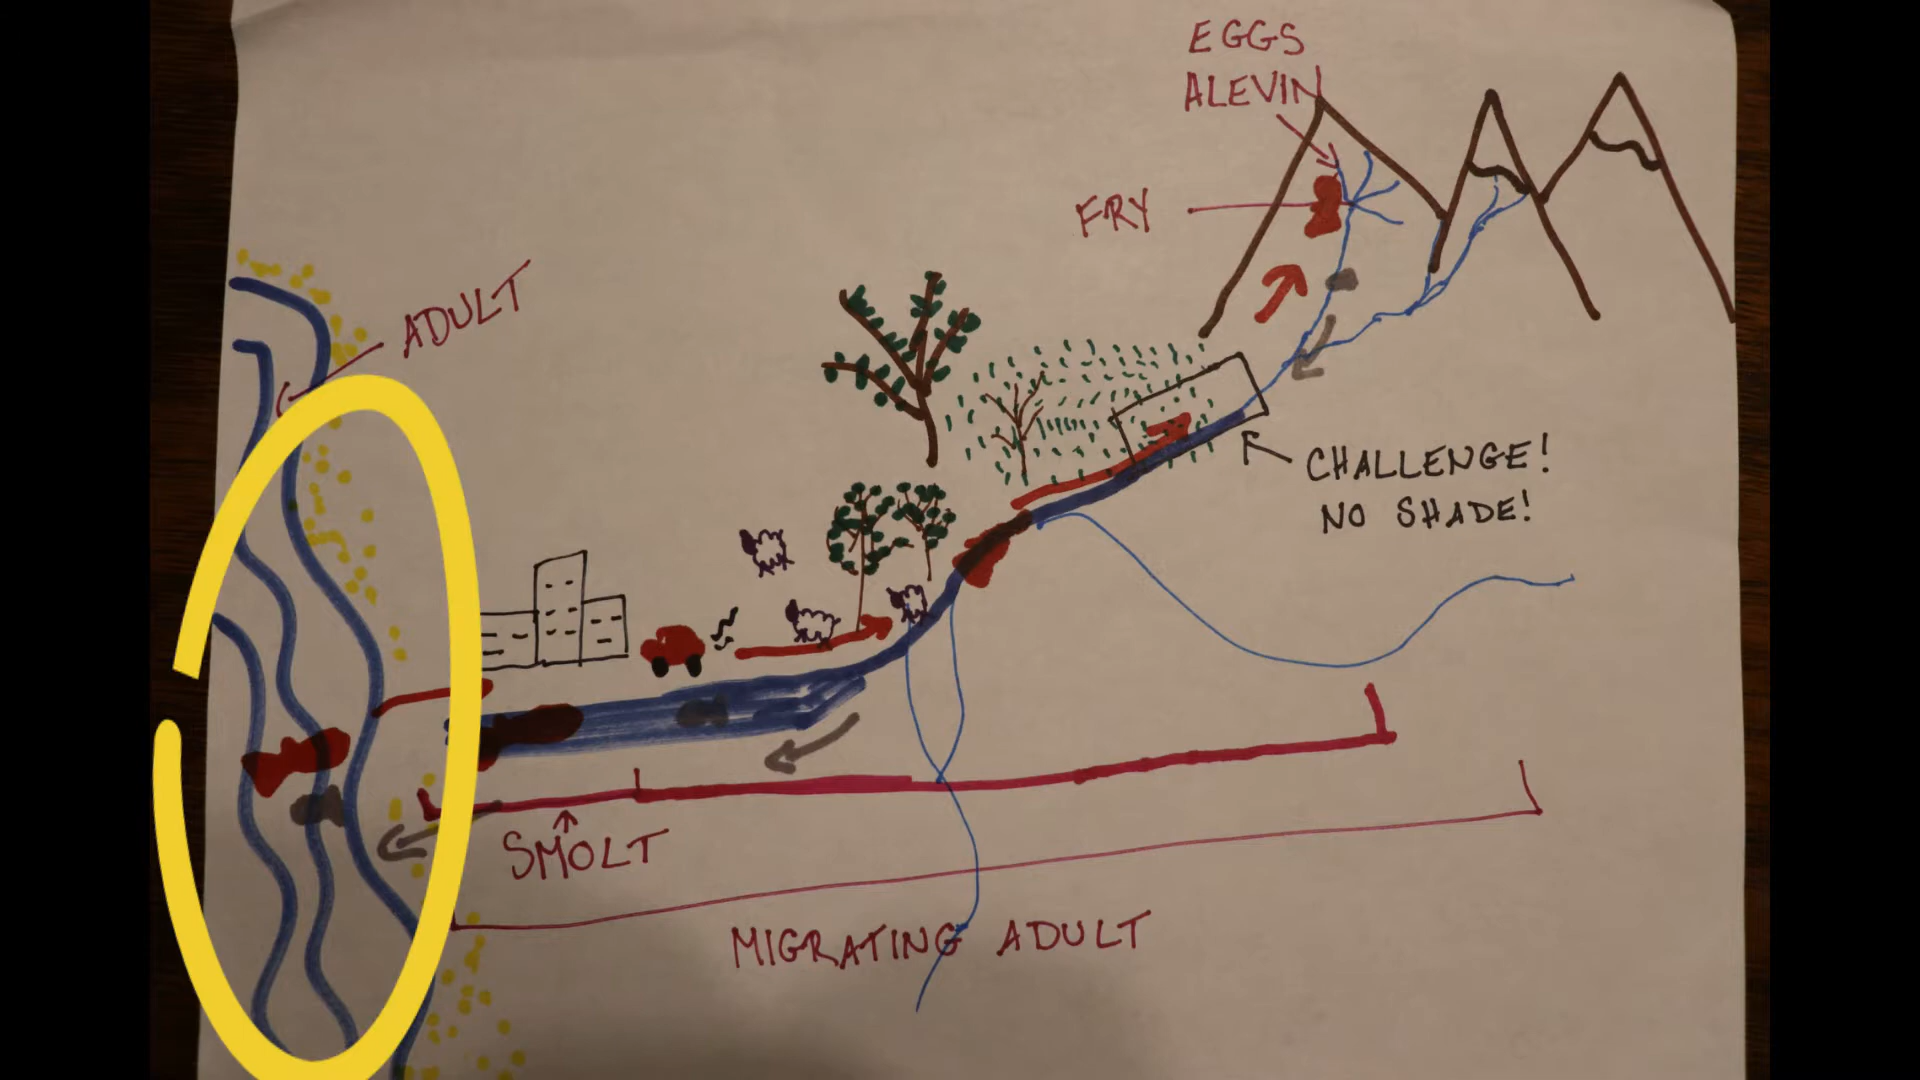 EGGS
ALEVIN
FRY
ADULT
CHALLENGE!
NO SHADE!
SMOLT
MIGRATING ADULT